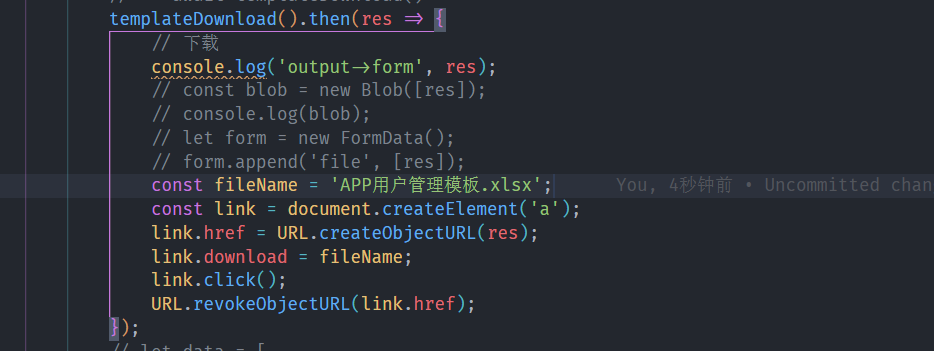 templateDownload().then(res => {
// 下载
console.log('output->form', res);
// const blob = new Blob([res]);
// console.log(blob);
// let form = new FormData();
// form.append('file', [res]);
const fileName = 'APP用户管理模板.xlsx'; You, 4秒钟前 • Uncommitted chan
const link = document.createElement('a');
link.href = URL.createObjectURL(res);
link.download = fileName;
link.click();
URL.revokeObjectURL(link.href);
});
// let data = [